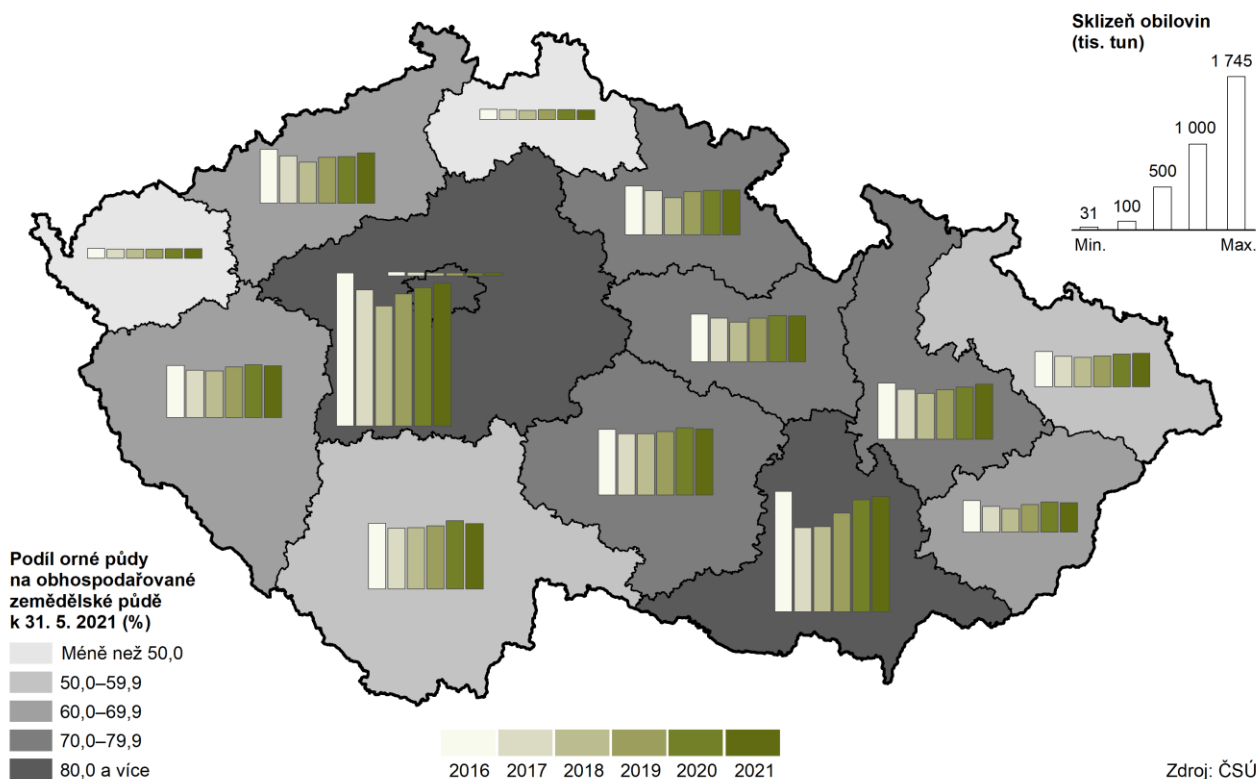 Sklizeň obilovin
(tis. tun)
1 745
1 000
500
100
31
Min.
Max.
Podíl orné půdy
na obhospodařované
zemědělské půdě
k 31. 5. 2021 (%)
Méně než 50,0
50,0–59,9
60,0–69,9
70,0–79,9
80,0 a více
2016 2017 2018 2019 2020 2021
Zdroj: ČSÚ